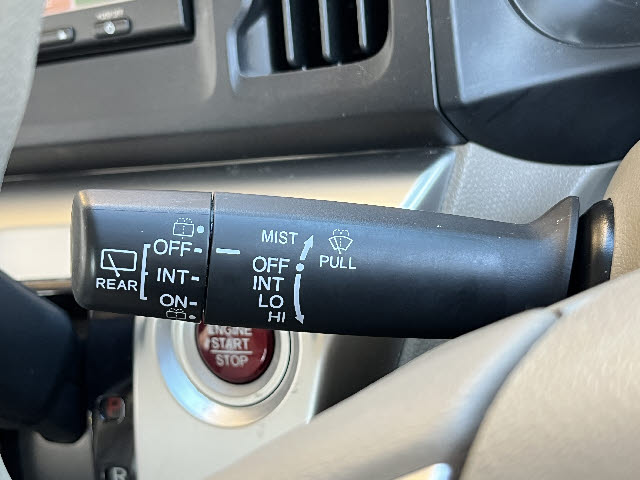 REAR
OFF
INT
ON
MIST
OFF
INT
LO
HI
PULL
ENGINE
START
STOP
R